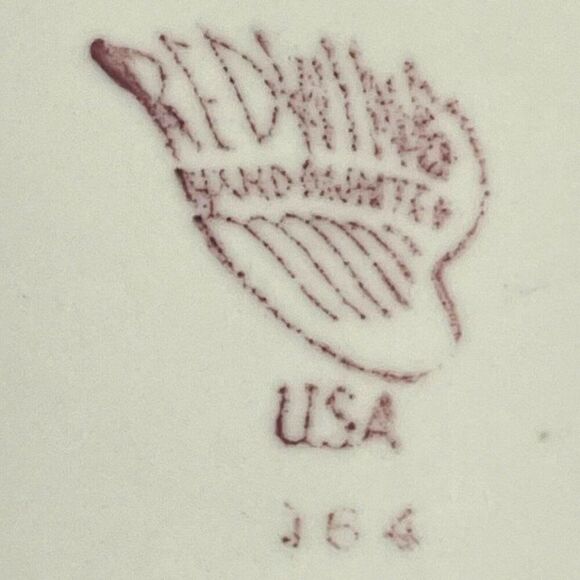 RED WING
HAND PAINTED
USA
164